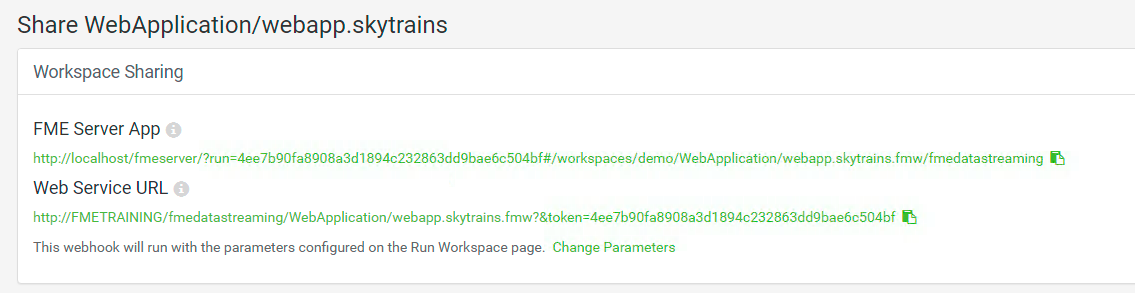 Share WebApplication/webapp.skytrains
Workspace Sharing
FME Server App
http://localhost/fmeserver/?run=4ee7b90fa8908a3d1894c232863dd9bae6c504bf#/workspaces/demo/WebApplication/webapp.skytrains.fmw/fmedatastreaming
Web Service URL
http://FMETRAINING/fmedatastreaming/WebApplication/webapp.skytrains.fmw?&token=4ee7b90fa8908a3d1894c232863dd9bae6c504bf
This webhook will run with the parameters configured on the Run Workspace page. Change Parameters